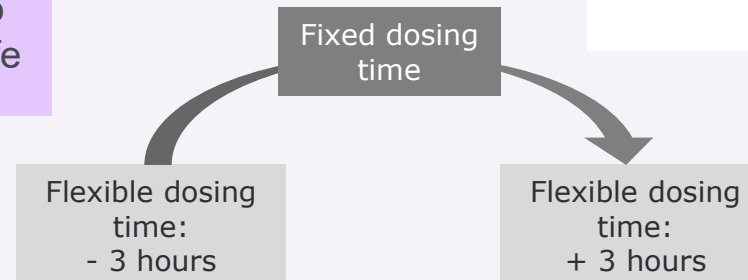 Fixed dosing
time
Flexible dosing
time:
- 3 hours
Flexible dosing
time:
+ 3 hours